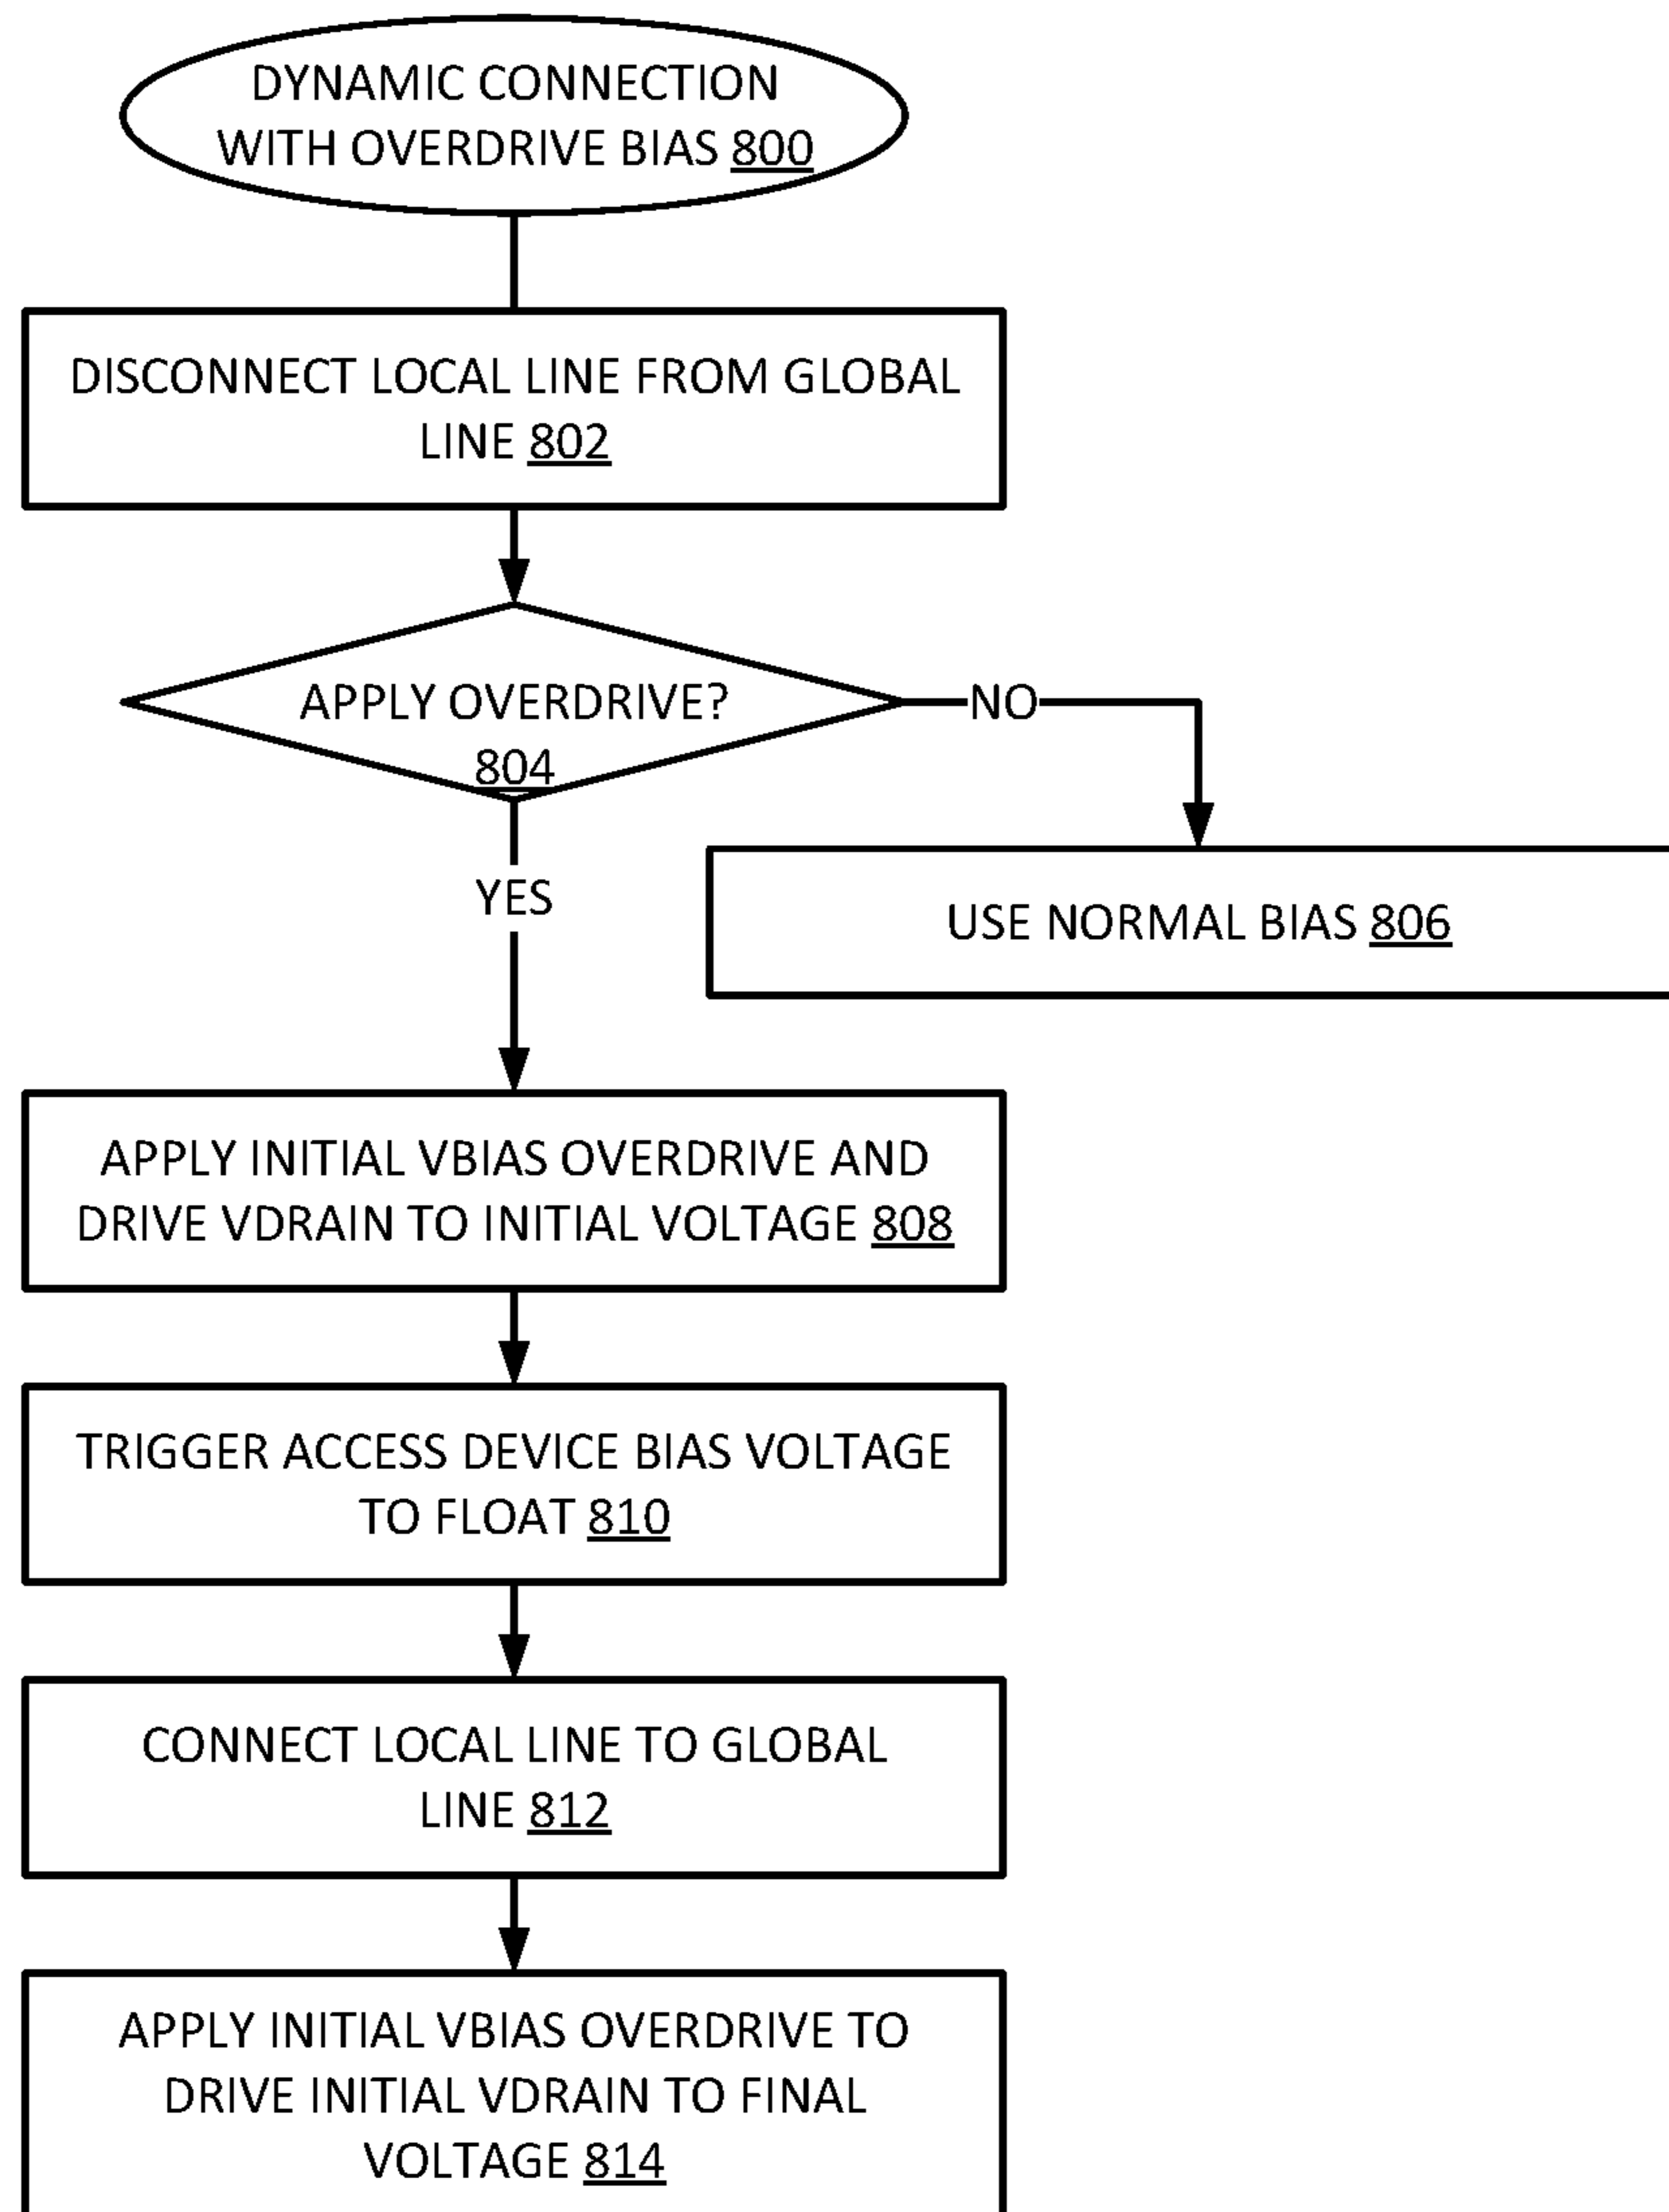 DYNAMIC CONNECTION
WITH OVERDRIVE BIAS 800
DISCONNECT LOCAL LINE FROM GLOBAL
LINE 802
APPLY OVERDRIVE?
804
NO
YES
USE NORMAL BIAS 806
APPLY INITIAL VBIAS OVERDRIVE AND
DRIVE VDRAIN TO INITIAL VOLTAGE 808
TRIGGER ACCESS DEVICE BIAS VOLTAGE
TO FLOAT 810
CONNECT LOCAL LINE TO GLOBAL
LINE 812
APPLY INITIAL VBIAS OVERDRIVE TO
DRIVE INITIAL VDRAIN TO FINAL
VOLTAGE 814